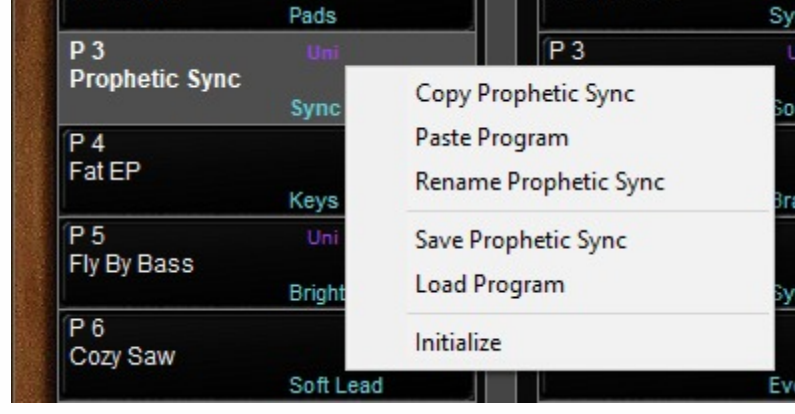 Pads
P 3
Uni
Prophetic Sync
Sync
P 4
Fat EP
Keys
P 5
Uni
Fly By Bass
Bright
P 6
Cozy Saw
Soft Lead
P 3
Copy Prophetic Sync
Paste Program
Rename Prophetic Sync
Save Prophetic Sync
Load Program
Initialize